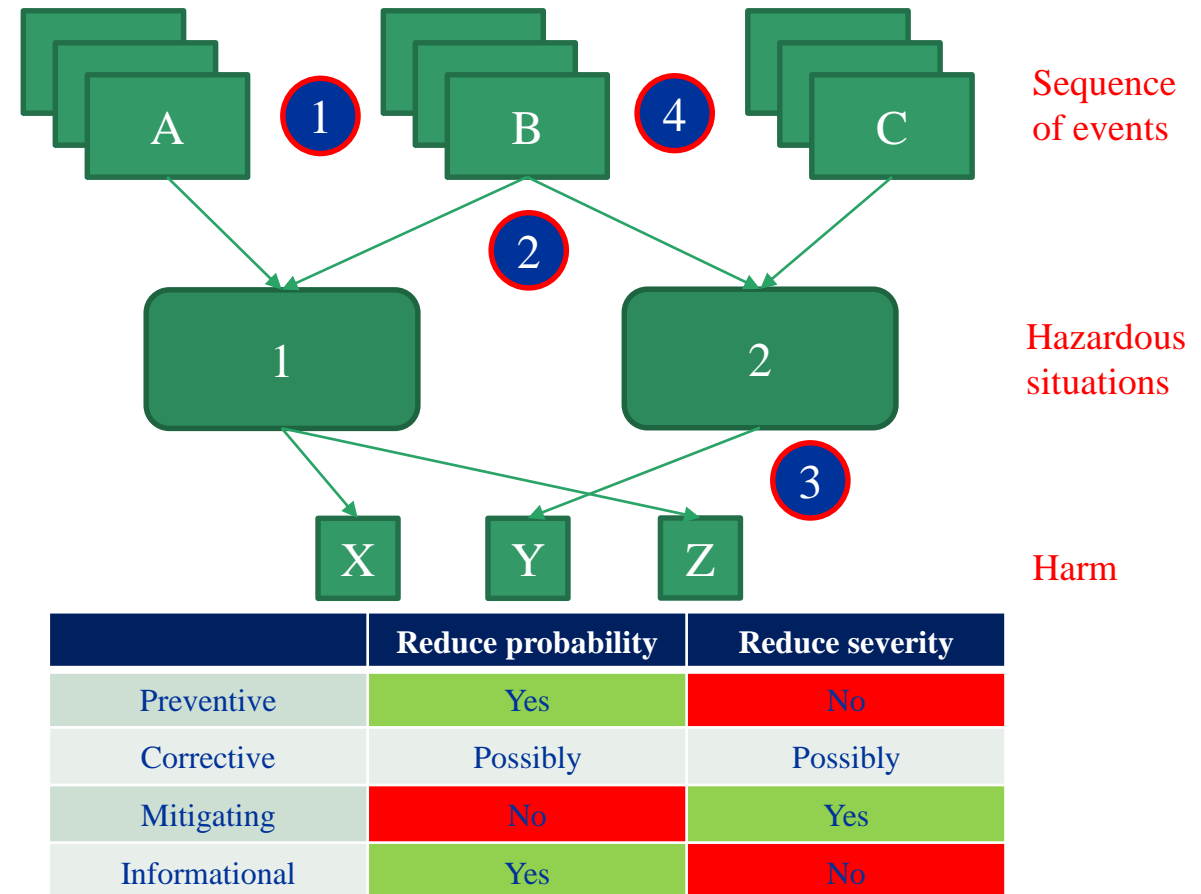 A
1
B
4
C
Sequence
of events
2
1
2
Hazardous
situations
3
X
Y
Z
Harm
Reduce probability Reduce severity
Preventive Yes No
Corrective Possibly Possibly
Mitigating No Yes
Informational Yes No